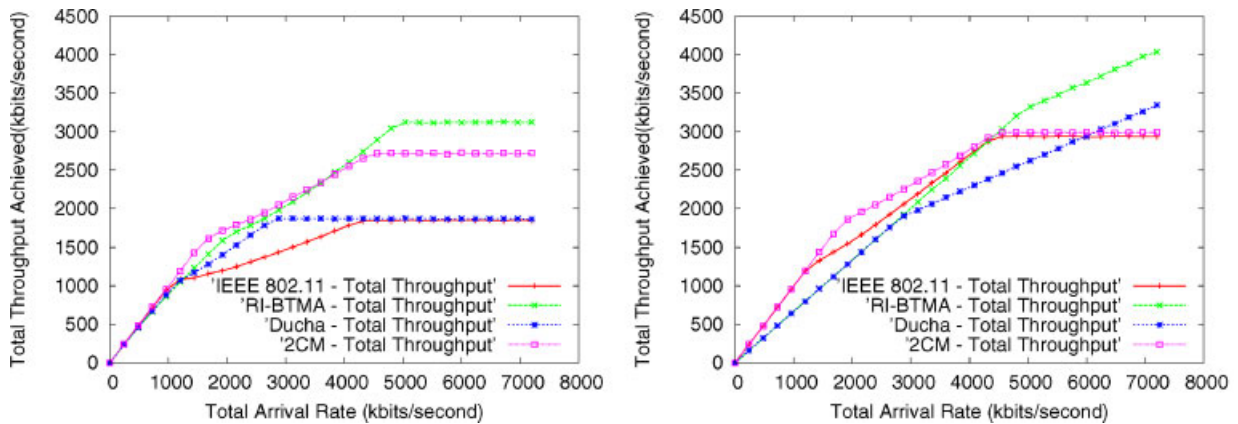 Total Throughput Achieved(kbits/second)
4500
4000
3500
3000
2500
2000
1500
1000
500
0
'IEEE 802.11 - Total Throughput'
'RI-BTMA - Total Throughput'
'Ducha - Total Throughput'
'2CM - Total Throughput'
0 1000 2000 3000 4000 5000 6000 7000 8000
Total Arrival Rate (kbits/second)
Total Throughput Achieved(kbits/second)
4500
4000
3500
3000
2500
2000
1500
1000
500
0
'IEEE 802.11 - Total Throughput'
'RI-BTMA - Total Throughput'
'Ducha - Total Throughput'
'2CM - Total Throughput'
0 1000 2000 3000 4000 5000 6000 7000 8000
Total Arrival Rate (kbits/second)